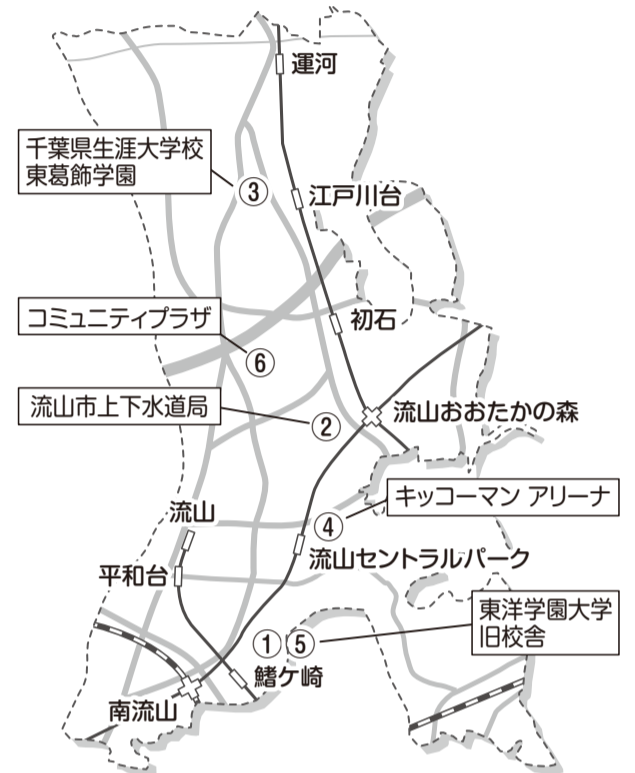 運河
千葉県生涯大学校
東葛飾学園
③
江戸川台
コミュニティプラザ
初石
⑥
流山市上下水道局
②
流山おおたかの森
キッコーマン アリーナ
流山
④
平和台
流山セントラルパーク
東洋学園大学
旧校舎
①⑤
鰭ケ崎
南流山